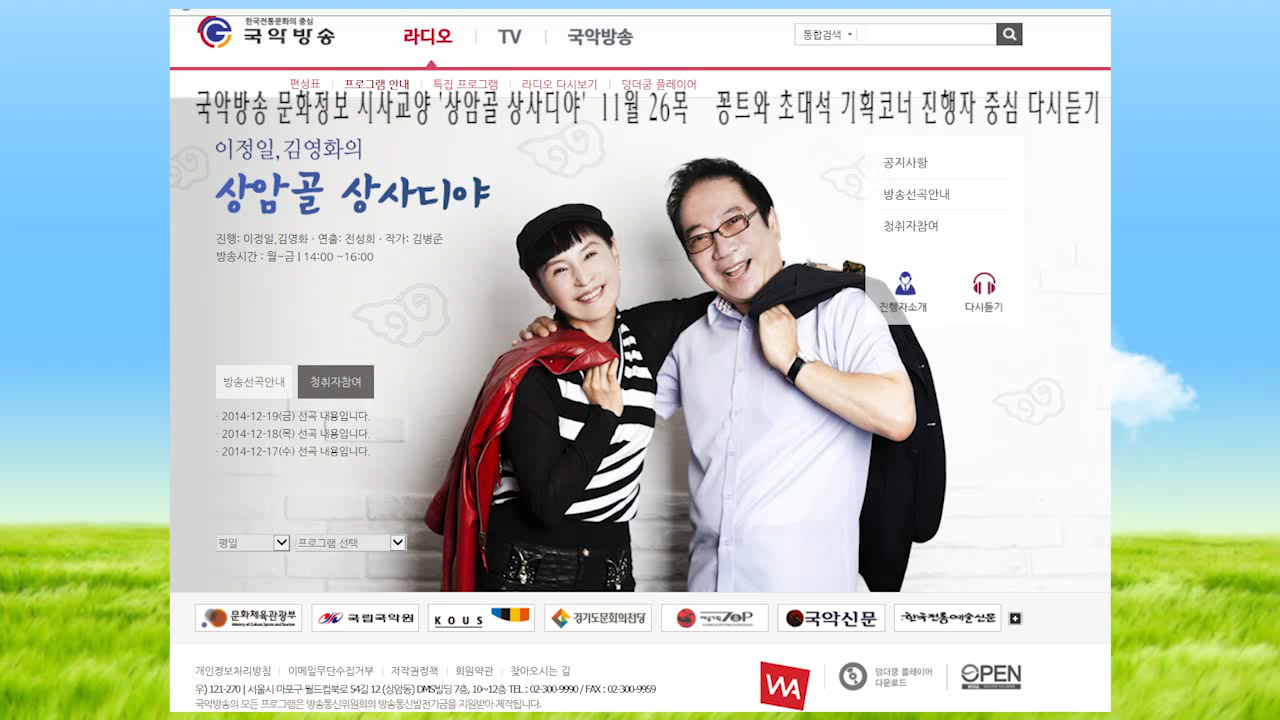 한국전통문화의 중심
국악방송
라디오
TV
국악방송
통합검색
편성표
프로그램 안내
특집 프로그램
라디오 다시보기
덩더쿵 플레이어
국악방송 문화정보 시사교양 '상암골 상사디야' 11월 26목 꽁트와 초대석 기획코너 진행자 중심 다시듣기
이정일,김영화의
상암골 상사디야
진행: 이정일,김영화 · 연출: 전성희 · 작가: 김병준
방송시간 : 월~금 | 14:00 ~16:00
공지사항
방송선곡안내
청취자참여
진행자소개
다시듣기
방송선곡안내
청취자참여
· 2014-12-19(금) 선곡 내용입니다.
· 2014-12-18(목) 선곡 내용입니다.
· 2014-12-17(수) 선곡 내용입니다.
평일
프로그램 선택
문화체육관광부
Ministry of Culture, Sports and Tourism
국립국악원
KOUS
경기도문화의전당
국악신문
한국전통예술신문
개인정보처리방침
이메일무단수집거부
저작권정책
회원약관
찾아오시는 길
우) 121-270 | 서울시 마포구 월드컵북로 54길 12 (상암동) DMS빌딩 7층, 10~12층 TEL : 02-300-9990 / FAX : 02-300-9959
국악방송의 모든 프로그램은 방송통신위원회의 방송통신발전기금을 지원받아 제작됩니다.
WA
덩더쿵 플레이어
다운로드
OPEN